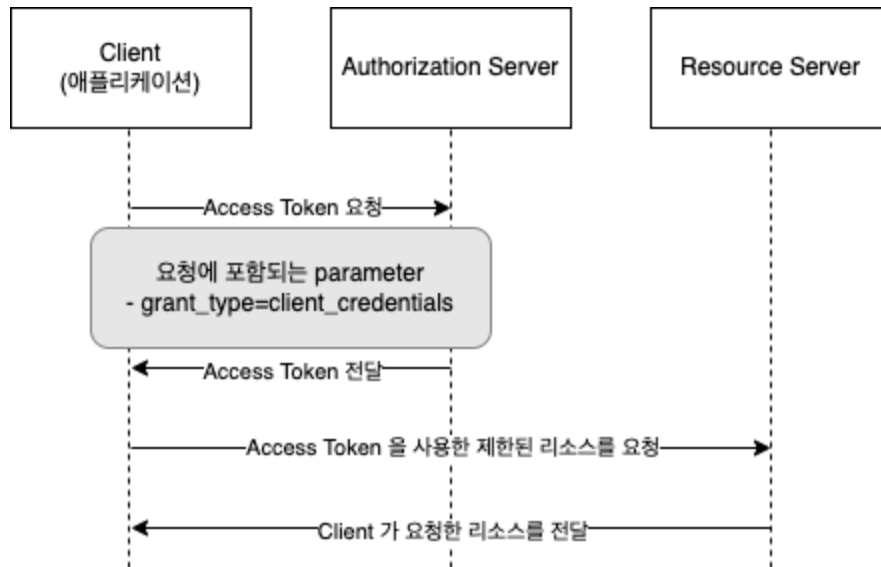 Client
(애플리케이션)
Authorization Server
Resource Server
Access Token 요청
요청에 포함되는 parameter
- grant_type=client_credentials
Access Token 전달
Access Token 을 사용한 제한된 리소스를 요청
Client 가 요청한 리소스를 전달